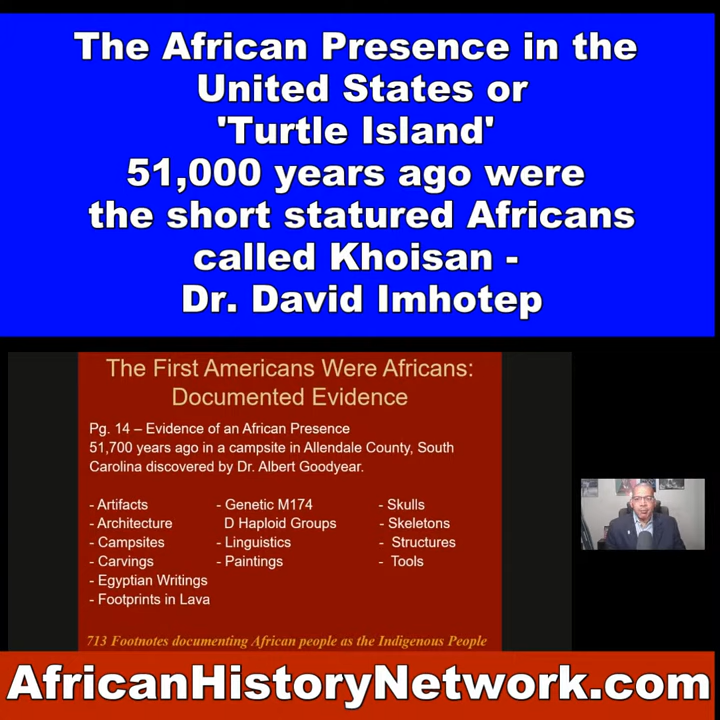 The African Presence in the
United States or
'Turtle Island'
51,000 years ago were
the short statured Africans
called Khoisan -
Dr. David Imhotep
The First Americans Were Africans:
Documented Evidence
Pg. 14 – Evidence of an African Presence
51,700 years ago in a campsite in Allendale County, South
Carolina discovered by Dr. Albert Goodyear.
- Artifacts
- Architecture
- Campsites
- Carvings
- Egyptian Writings
- Footprints in Lava
- Genetic M174
D Haploid Groups
- Linguistics
- Paintings
- Skulls
- Skeletons
- Structures
- Tools
713 Footnotes documenting African people as the Indigenous People
AfricanHistoryNetwork.com